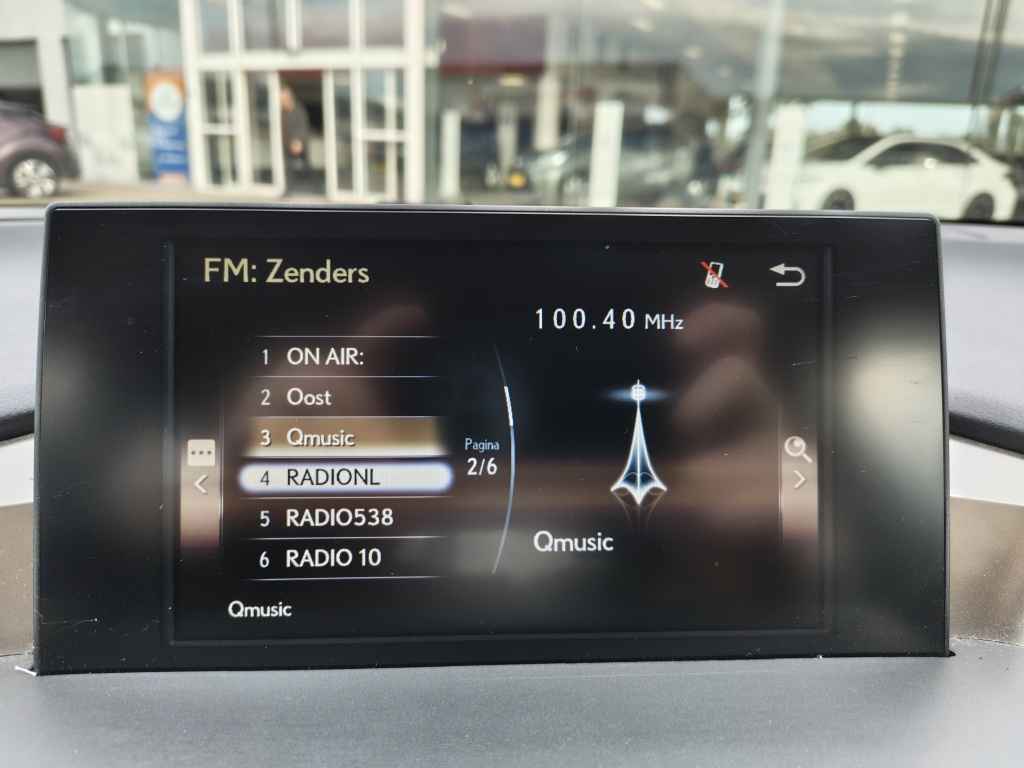 FM: Zenders
100.40 MHz
1 ON AIR:
2 Oost
3 Qmusic
4 RADIONL
5 RADIO538
6 RADIO 10
Pagina
2/6
Qmusic
Qmusic